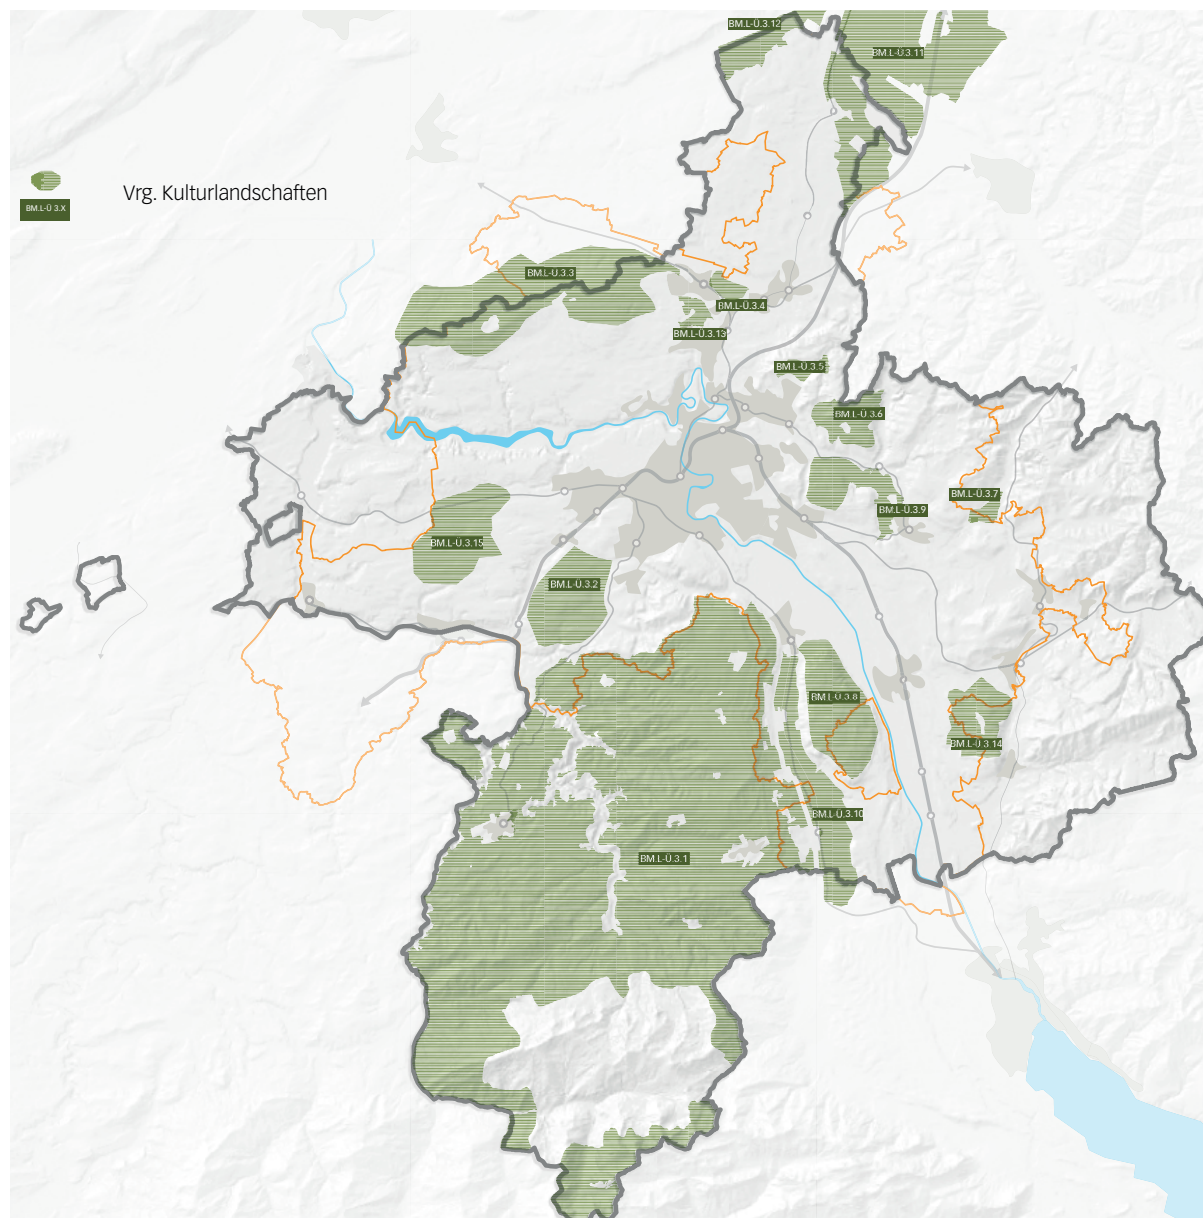 BM.L-Ü.3.12
BM.L-Ü.3.11
Vrg. Kulturlandschaften
BM.L-Ü 3.X
BM.L-Ü.3.3
BM.L-Ü.3.4
BM.L-Ü.3.13
BM.L-Ü.3.5
BM.L-Ü 3.6
BM.L-Ü.3.7
BM.L-Ü.3.9
BM.L-Ü.3.15
BM.L-Ü.3.2
BM.L-Ü.3.8
BM.L-Ü.3.14
BM.L-Ü.3.10
BM.L-Ü.3.1